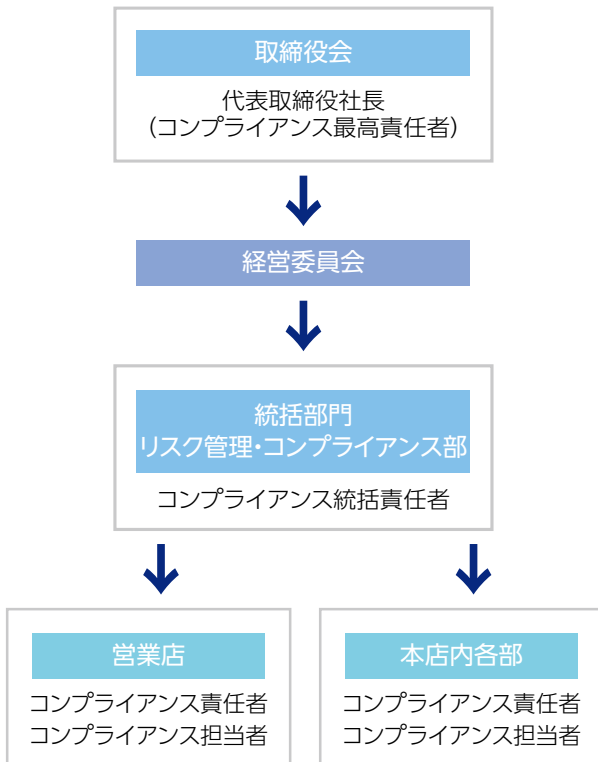 取締役会
代表取締役社長
（コンプライアンス最高責任者）
経営委員会
統括部門
リスク管理・コンプライアンス部
コンプライアンス統括責任者
営業店
コンプライアンス責任者
コンプライアンス担当者
本店内各部
コンプライアンス責任者
コンプライアンス担当者